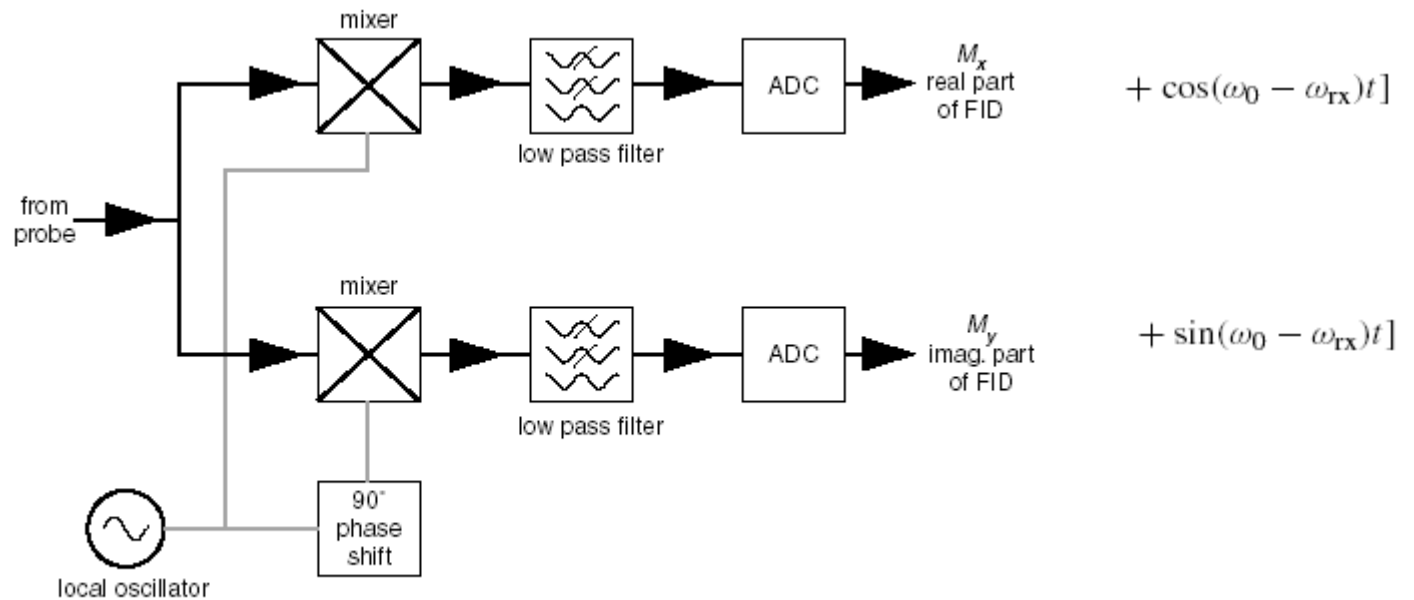 mixer
low pass filter
ADC
M_x
real part
of FID
+ cos(ω₀ − ω_rx)t]
from
probe
mixer
low pass filter
ADC
M_y
imag. part
of FID
+ sin(ω₀ − ω_rx)t]
90°
phase
shift
local oscillator